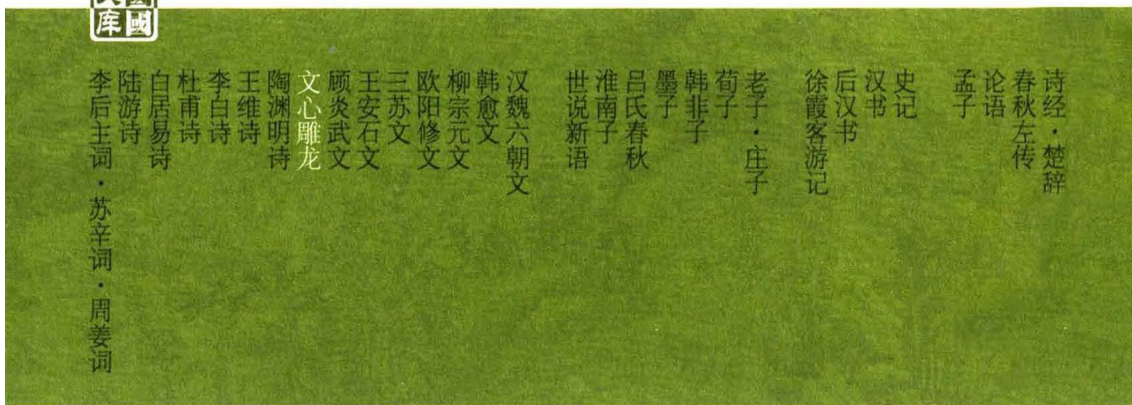 诗经·楚辞
春秋左传
论语
孟子
史记
汉书
后汉书
徐霞客游记
老子·庄子
荀子
韩非子
墨子
吕氏春秋
淮南子
世说新语
汉魏六朝文
韩愈文
柳宗元文
欧阳修文
三苏文
王安石文
顾炎武文
文心雕龙
陶渊明诗
王维诗
李白诗
杜甫诗
白居易诗
陆游诗
李后主词·苏辛词·周姜词
库